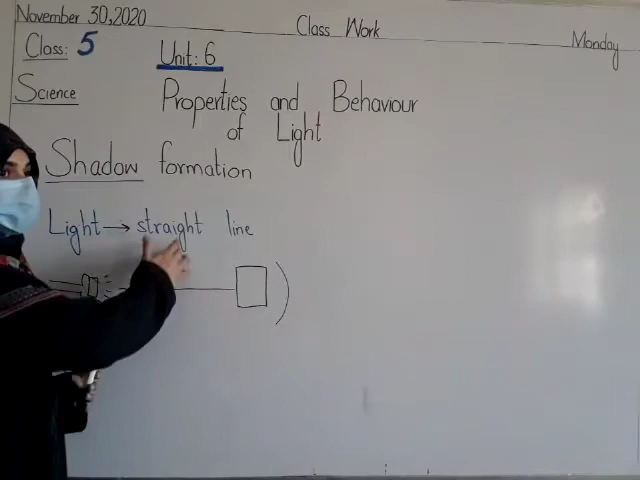 November 30,2020 Class Work Monday
Class: 5 Unit: 6
Science Properties and Behaviour
of Light
Shadow formation
Light → straight line